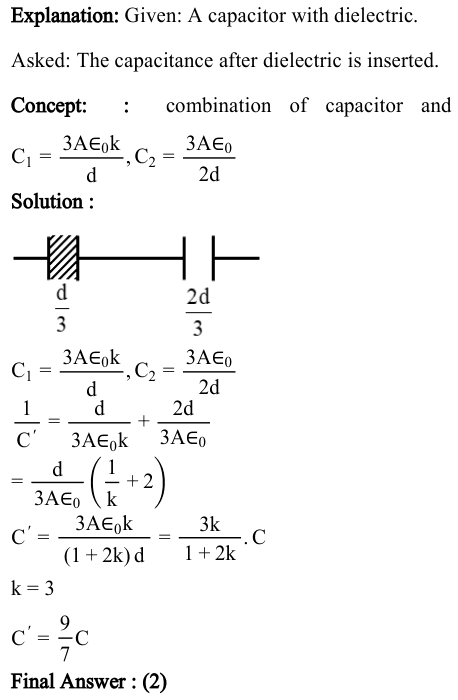 Explanation: Given: A capacitor with dielectric.
Asked: The capacitance after dielectric is inserted.
Concept: : combination of capacitor and
C₁ = 3A∈₀k / d , C₂ = 3A∈₀ / 2d
Solution :
d/3 2d/3
C₁ = 3A∈₀k / d , C₂ = 3A∈₀ / 2d
1/C′ = d / 3A∈₀k + 2d / 3A∈₀
= d / 3A∈₀ (1/k + 2)
C′ = 3A∈₀k / (1 + 2k) d = 3k / 1 + 2k . C
k = 3
C′ = 9/7 C
Final Answer : (2)